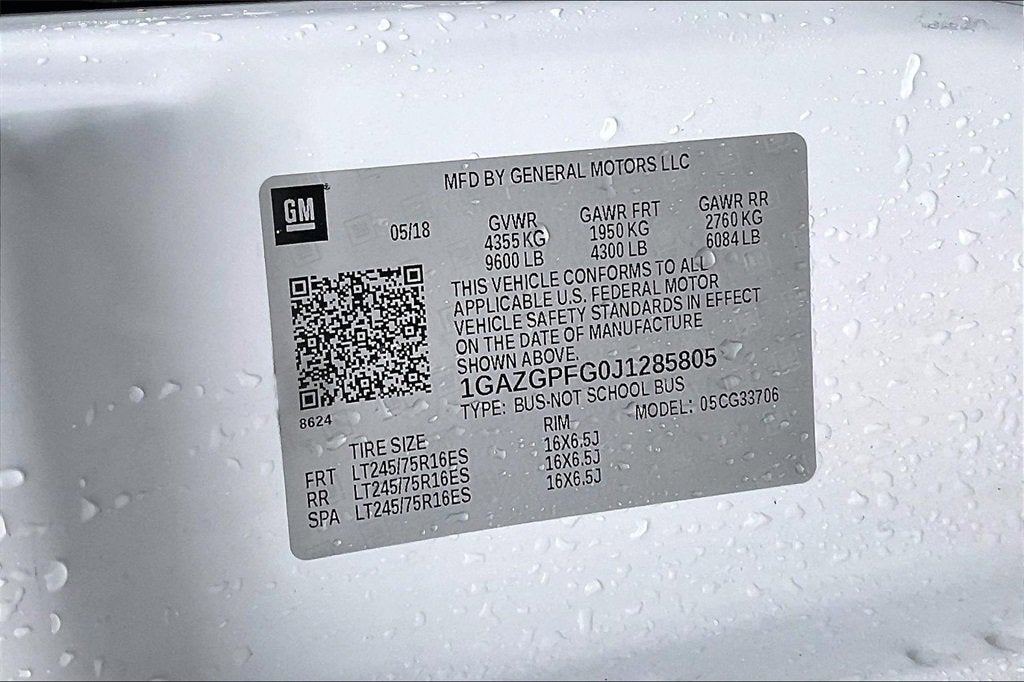 MFD BY GENERAL MOTORS LLC
GM®
05/18
GVWR GAWR FRT GAWR RR
4355 KG 1950 KG 2760 KG
9600 LB 4300 LB 6084 LB
THIS VEHICLE CONFORMS TO ALL
APPLICABLE U.S. FEDERAL MOTOR
VEHICLE SAFETY STANDARDS IN EFFECT
ON THE DATE OF MANUFACTURE
SHOWN ABOVE.
1GAZGPFG0J1285805
TYPE: BUS-NOT SCHOOL BUS
MODEL: 05CG33706
8624
TIRE SIZE RIM
FRT LT245/75R16ES 16X6.5J
RR LT245/75R16ES 16X6.5J
SPA LT245/75R16ES 16X6.5J